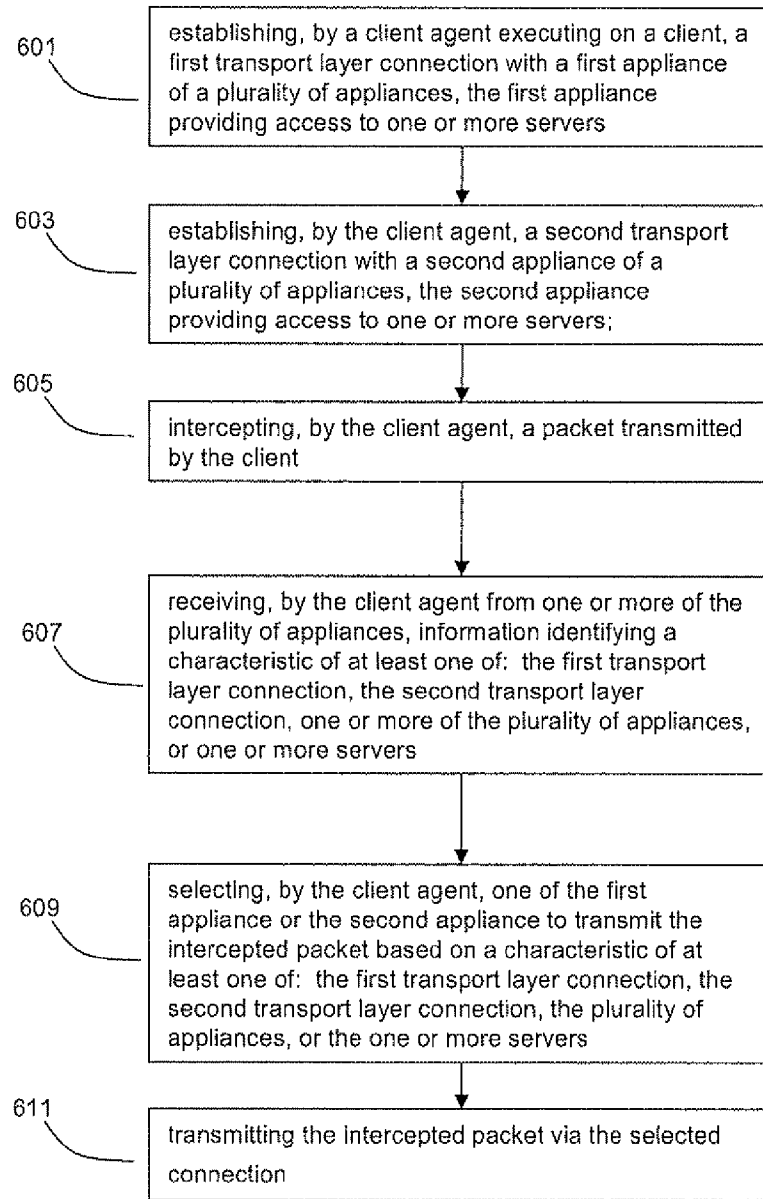 601
establishing, by a client agent executing on a client, a
first transport layer connection with a first appliance
of a plurality of appliances, the first appliance
providing access to one or more servers
603
establishing, by the client agent, a second transport
layer connection with a second appliance of a
plurality of appliances, the second appliance
providing access to one or more servers;
605
intercepting, by the client agent, a packet transmitted
by the client
607
receiving, by the client agent from one or more of the
plurality of appliances, information identifying a
characteristic of at least one of: the first transport
layer connection, the second transport layer
connection, one or more of the plurality of appliances,
or one or more servers
609
selecting, by the client agent, one of the first
appliance or the second appliance to transmit the
intercepted packet based on a characteristic of at
least one of: the first transport layer connection, the
second transport layer connection, the plurality of
appliances, or the one or more servers
611
transmitting the intercepted packet via the selected
connection